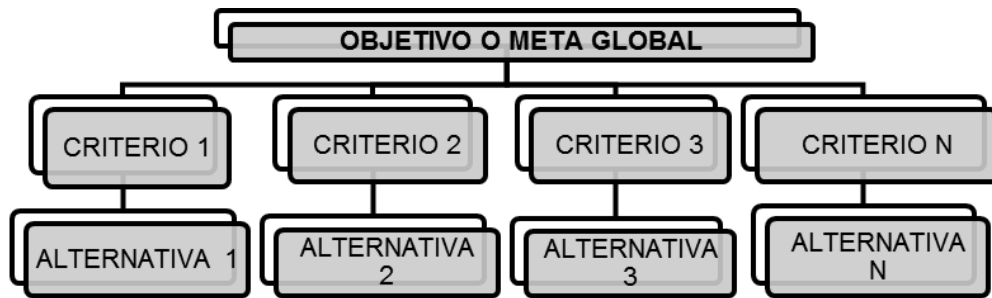 OBJETIVO O META GLOBAL
CRITERIO 1
CRITERIO 2
CRITERIO 3
CRITERIO N
ALTERNATIVA 1
ALTERNATIVA
2
ALTERNATIVA
3
ALTERNATIVA
N